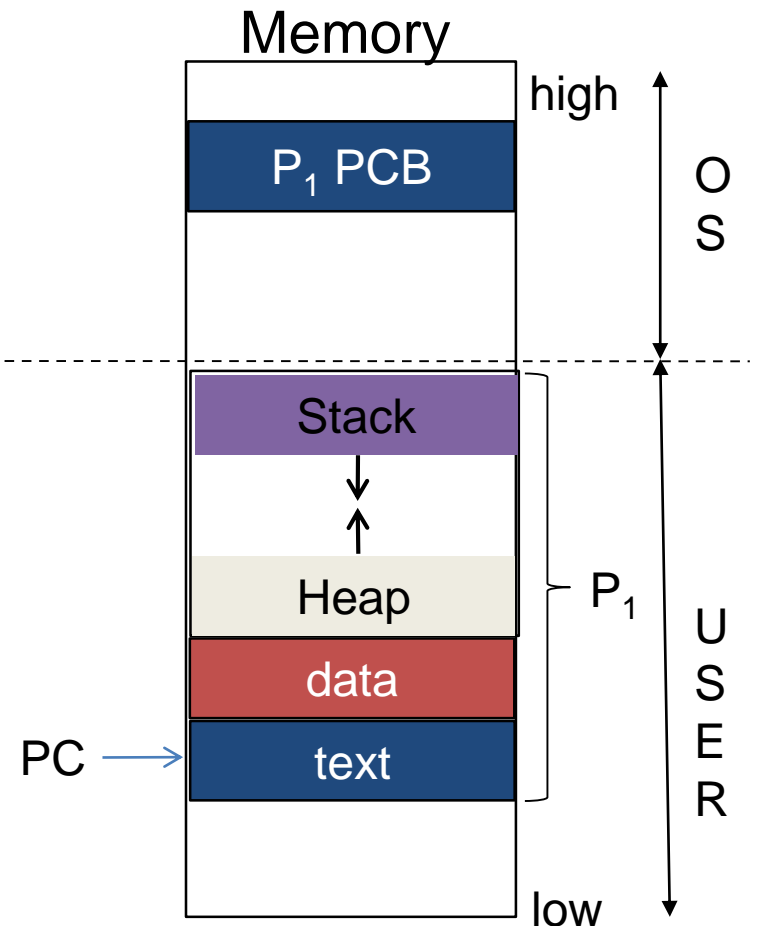 Memory
high
P₁ PCB
O
S
Stack
Heap
P₁
U
S
E
R
data
PC
text
low